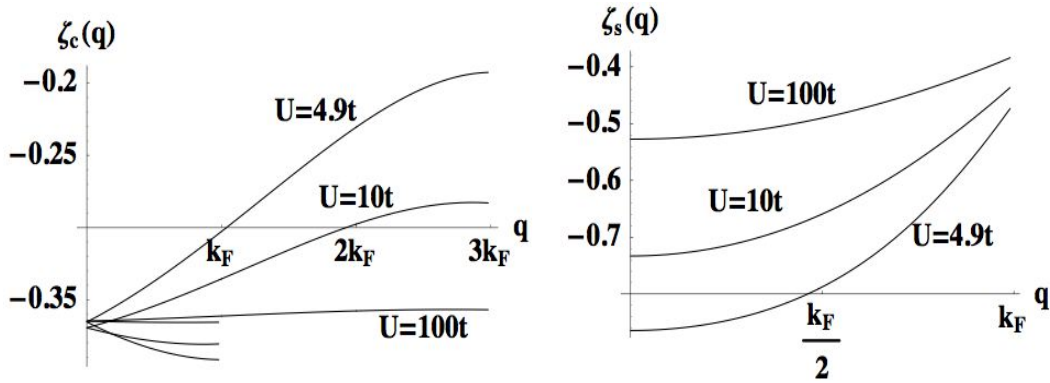 ζc(q)
−0.2
U=4.9t
−0.25
U=10t
kF
2kF
3kF
q
−0.35
U=100t
ζs(q)
−0.4
U=100t
−0.5
−0.6
U=10t
−0.7
U=4.9t
q
kF
2
kF